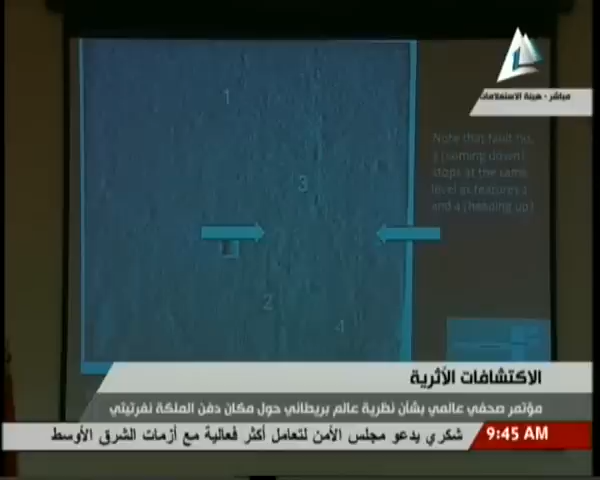 مباشر - هيئة الاستعلامات
1
Note that fault no.
3 (coming down)
stops at the same
level as features 2
and 4 (heading up)
3
2
4
الاكتشافات الأثرية
مؤتمر صحفي عالمي بشأن نظرية عالم بريطاني حول مكان دفن الملكة نفرتيتي
شكري يدعو مجلس الأمن لتعامل أكثر فعالية مع أزمات الشرق الأوسط
9:45 AM